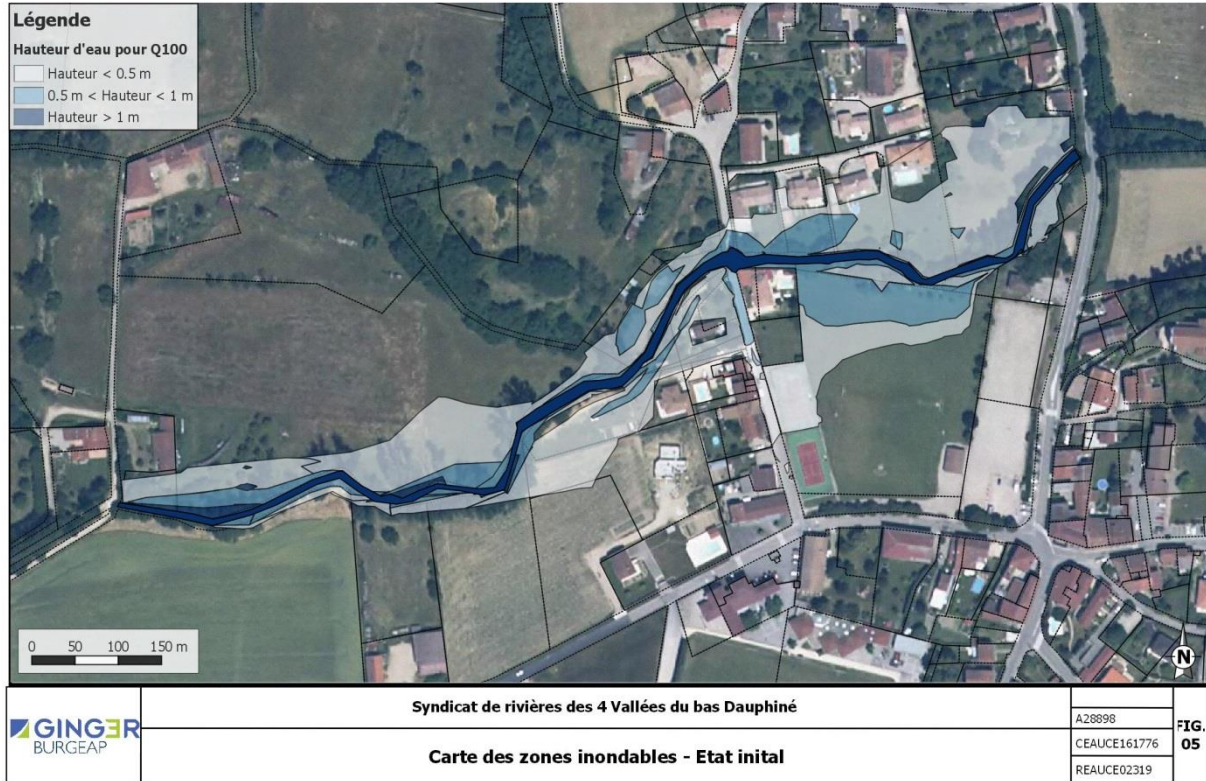 Légende
Hauteur d'eau pour Q100
Hauteur < 0.5 m
0.5 m < Hauteur < 1 m
Hauteur > 1 m
0 50 100 150 m
N
GINGER
BURGEAP
Syndicat de rivières des 4 Vallées du bas Dauphiné
Carte des zones inondables - Etat inital
A28898
CEAUCE161776
REAUCE02319
FIG.
05